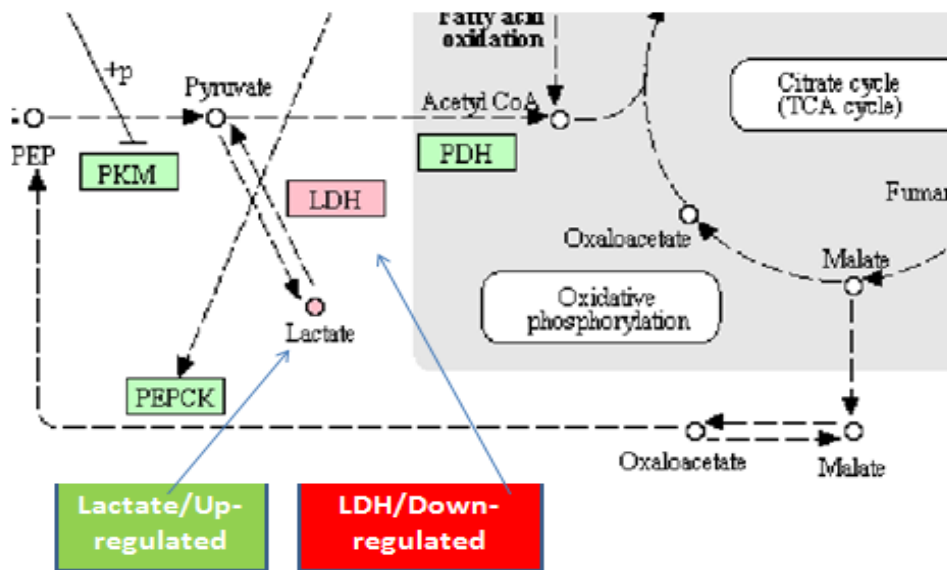 Fatty acid
oxidation
+p
Pyruvate
Acetyl CoA
Citrate cycle
(TCA cycle)
PEP
PKM
PDH
LDH
Oxaloacetate
Malate
Oxidative
phosphorylation
Lactate
PEPCK
Oxaloacetate
Malate
Lactate/Up-
regulated
LDH/Down-
regulated